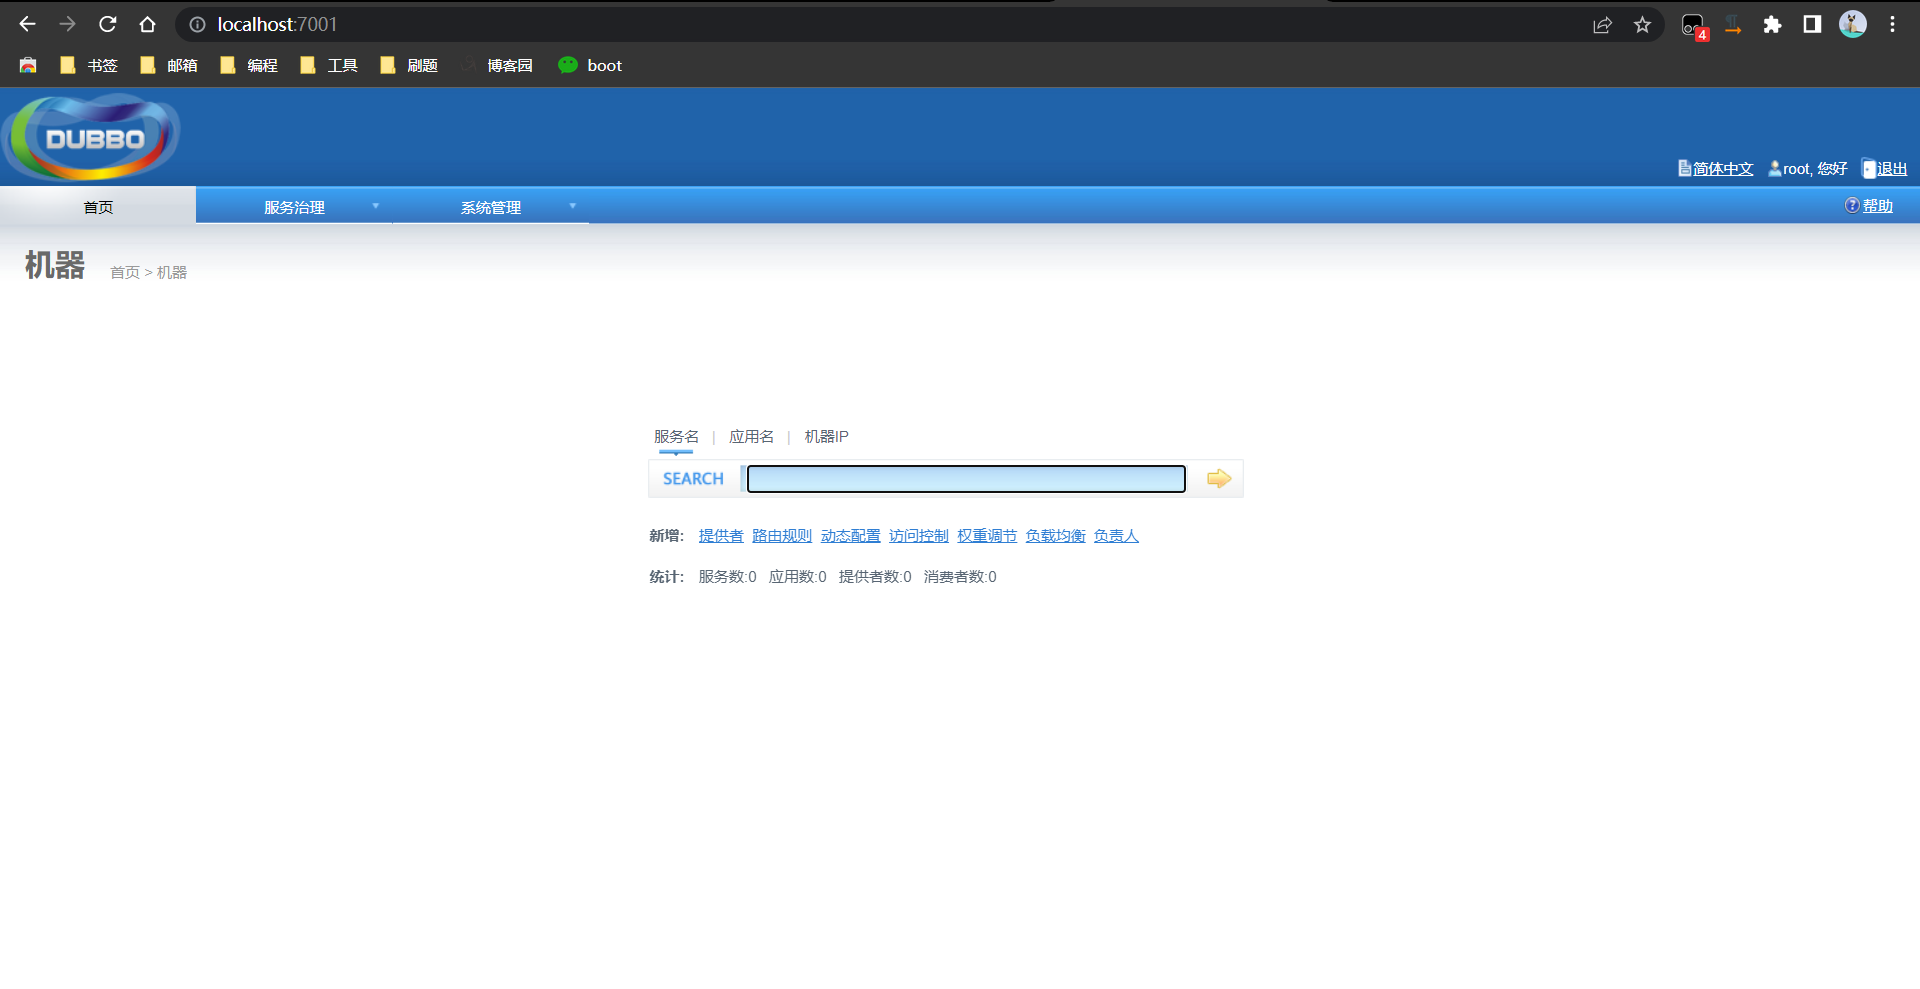 localhost:7001
4
书签 邮箱 编程 工具 刷题 博客园 boot
DUBBO
简体中文 root, 您好 退出
首页 服务治理 系统管理 帮助
机器 首页 > 机器
服务名 | 应用名 | 机器IP
SEARCH
新增: 提供者 路由规则 动态配置 访问控制 权重调节 负载均衡 负责人
统计: 服务数:0 应用数:0 提供者数:0 消费者数:0